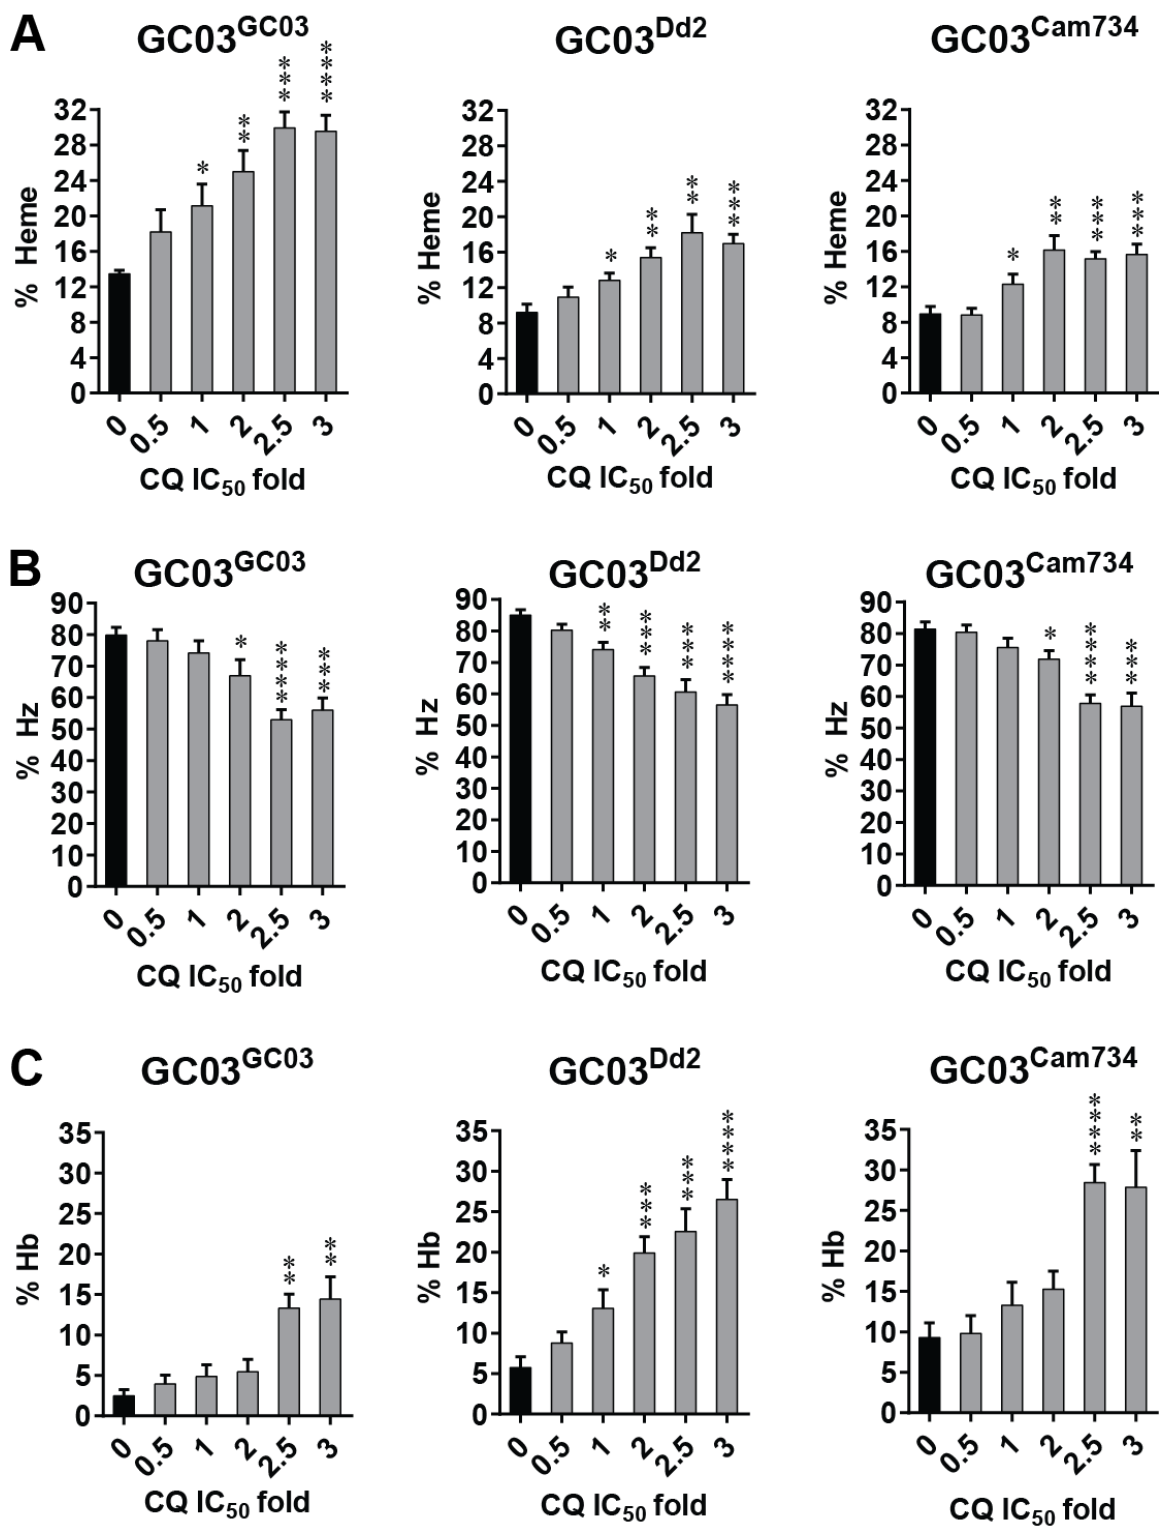 A
GC03^GC03 GC03^Dd2 GC03^Cam734
% Heme
32
28
24
20
16
12
8
4
0
* ** *** ****
0 0.5 1 2 2.5 3
CQ IC50 fold
% Heme
32
28
24
20
16
12
8
4
0
* ** ** ***
0 0.5 1 2 2.5 3
CQ IC50 fold
% Heme
32
28
24
20
16
12
8
4
0
* ** *** ***
0 0.5 1 2 2.5 3
CQ IC50 fold
B
GC03^GC03 GC03^Dd2 GC03^Cam734
% Hz
90
80
70
60
50
40
30
20
10
0
* **** ***
0 0.5 1 2 2.5 3
CQ IC50 fold
% Hz
90
80
70
60
50
40
30
20
10
0
** *** *** ****
0 0.5 1 2 2.5 3
CQ IC50 fold
% Hz
90
80
70
60
50
40
30
20
10
0
* **** ***
0 0.5 1 2 2.5 3
CQ IC50 fold
C
GC03^GC03 GC03^Dd2 GC03^Cam734
% Hb
35
30
25
20
15
10
5
0
** **
0 0.5 1 2 2.5 3
CQ IC50 fold
% Hb
35
30
25
20
15
10
5
0
* *** *** ****
0 0.5 1 2 2.5 3
CQ IC50 fold
% Hb
35
30
25
20
15
10
5
0
**** **
0 0.5 1 2 2.5 3
CQ IC50 fold